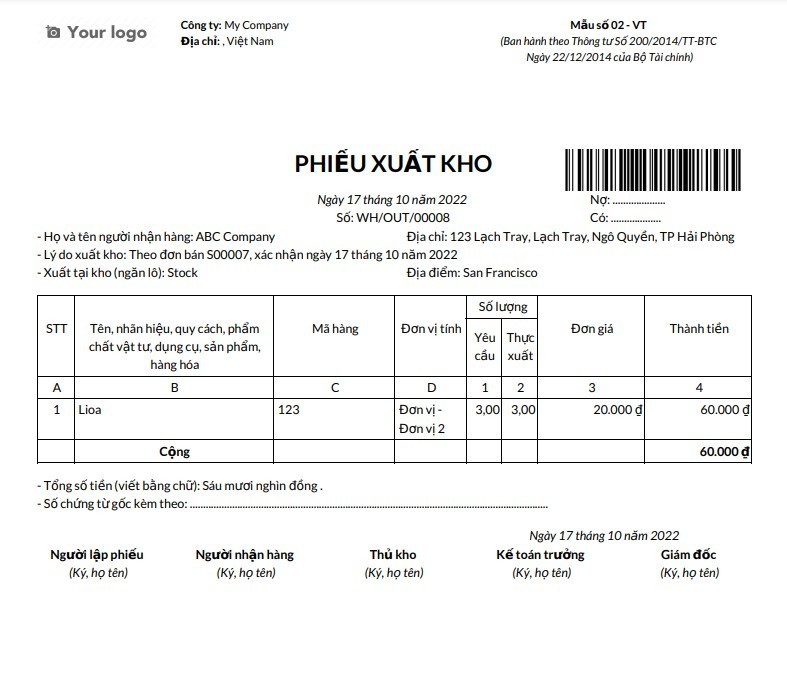 Your logo
Công ty: My Company
Địa chỉ: , Việt Nam
Mẫu số 02 - VT
(Ban hành theo Thông tư Số 200/2014/TT-BTC
Ngày 22/12/2014 của Bộ Tài chính)
PHIẾU XUẤT KHO
Ngày 17 tháng 10 năm 2022
Số: WH/OUT/00008
Nợ: .....................
Có: ....................
- Họ và tên người nhận hàng: ABC Company
Địa chỉ: 123 Lạch Tray, Lạch Tray, Ngô Quyền, TP Hải Phòng
- Lý do xuất kho: Theo đơn bán S00007, xác nhận ngày 17 tháng 10 năm 2022
- Xuất tại kho (ngăn lô): Stock
Địa điểm: San Francisco
STT
Tên, nhãn hiệu, quy cách, phẩm
chất vật tư, dụng cụ, sản phẩm,
hàng hóa
Mã hàng
Đơn vị tính
Số lượng
Yêu
cầu
Thực
xuất
Đơn giá
Thành tiền
A B C D 1 2 3 4
1 Lioa 123 Đơn vị - 3,00 3,00 20.000 ₫ 60.000 ₫
Đơn vị 2
Cộng 60.000 ₫
- Tổng số tiền (viết bằng chữ): Sáu mươi nghìn đồng .
- Số chứng từ gốc kèm theo: ................................................................................................................................................
Ngày 17 tháng 10 năm 2022
Người lập phiếu Người nhận hàng Thủ kho Kế toán trưởng Giám đốc
(Ký, họ tên) (Ký, họ tên) (Ký, họ tên) (Ký, họ tên) (Ký, họ tên)